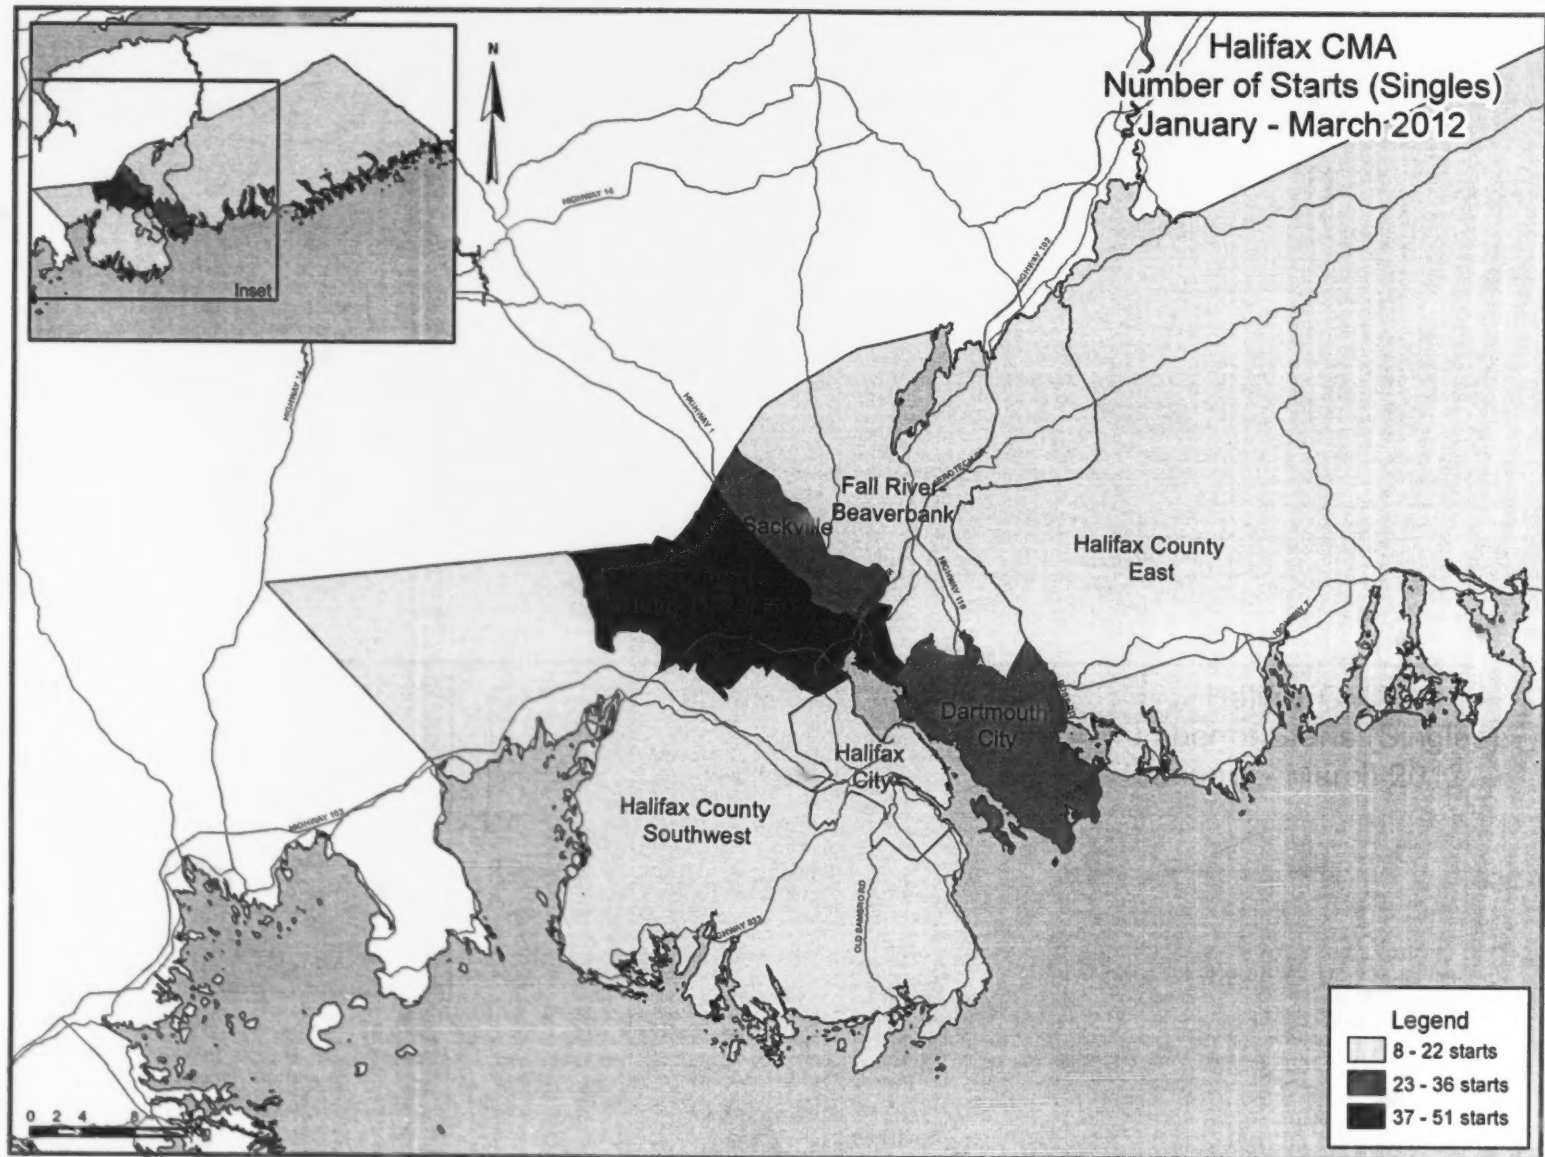 Halifax CMA
Number of Starts (Singles)
January - March 2012
N
Inset
HIGHWAY 14
HIGHWAY 102
HIGHWAY 14
HIGHWAY 1
Fall River-
Beaverbank
Sackville
Halifax County
East
HIGHWAY 118
HIGHWAY 7
Dartmouth
City
Halifax
City
Halifax County
Southwest
HIGHWAY 103
OLD SAMBRO RD
Legend
8 - 22 starts
23 - 36 starts
37 - 51 starts
0 2 4 8